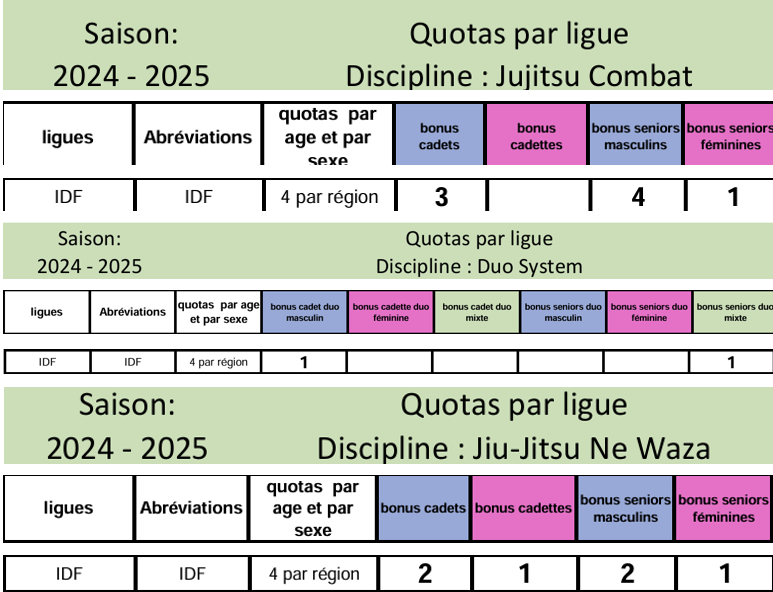 Saison: Quotas par ligue
2024 - 2025 Discipline : Jujitsu Combat
ligues Abréviations quotas par age et par sexe bonus cadets bonus cadettes bonus seniors masculins bonus seniors féminines
IDF IDF 4 par région 3 4 1
Saison: Quotas par ligue
2024 - 2025 Discipline : Duo System
ligues Abréviations quotas par age et par sexe bonus cadet duo masculin bonus cadette duo féminine bonus cadet duo mixte bonus seniors duo masculin bonus seniors duo féminine bonus seniors duo mixte
IDF IDF 4 par région 1 1
Saison: Quotas par ligue
2024 - 2025 Discipline : Jiu-Jitsu Ne Waza
ligues Abréviations quotas par age et par sexe bonus cadets bonus cadettes bonus seniors masculins bonus seniors féminines
IDF IDF 4 par région 2 1 2 1